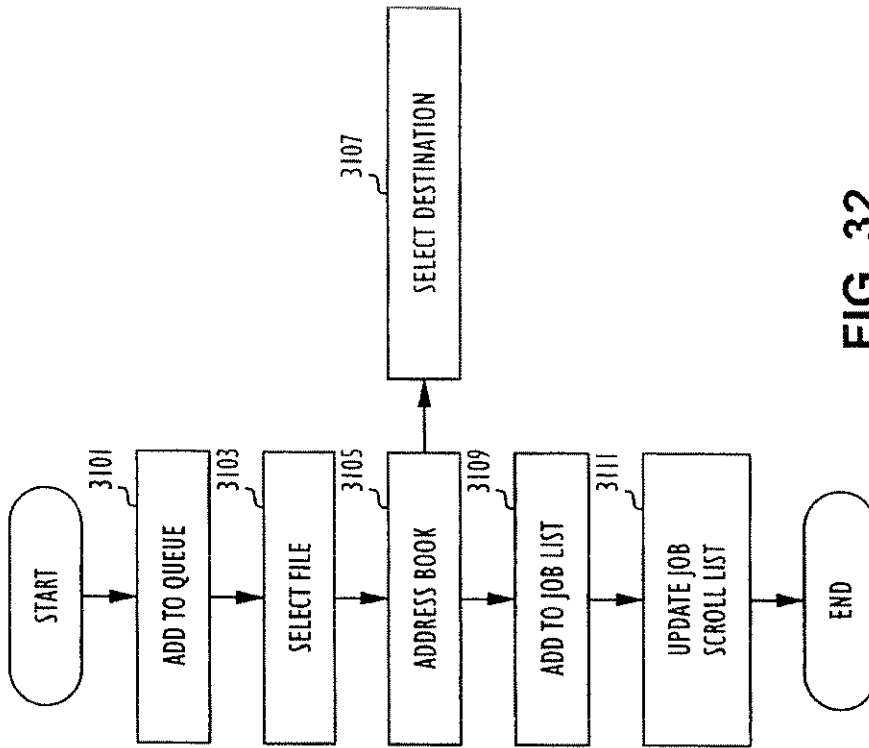 START
3101
ADD TO QUEUE
3103
SELECT FILE
3105
ADDRESS BOOK
3107
SELECT DESTINATION
3109
ADD TO JOB LIST
3111
UPDATE JOB
SCROLL LIST
END
FIG. 32